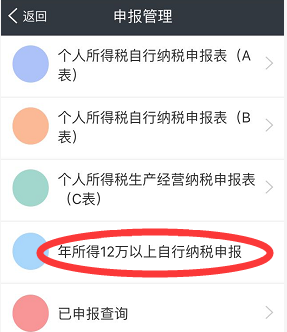 返回 申报管理
个人所得税自行纳税申报表（A
表）
个人所得税自行纳税申报表（B
表）
个人所得税生产经营纳税申报表
（C表）
年所得12万以上自行纳税申报
已申报查询